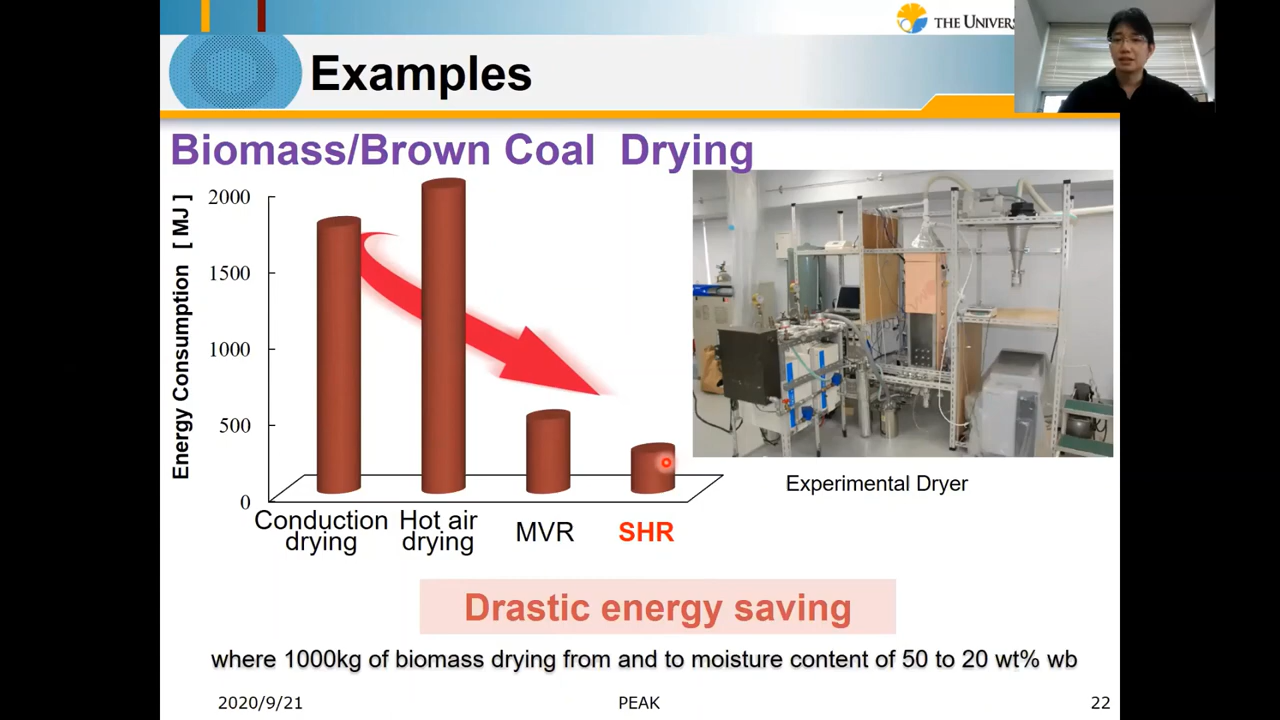 THE UNIVERS
Examples
Biomass/Brown Coal Drying
Energy Consumption [ MJ ]
2000
1500
1000
500
0
Conduction drying
Hot air drying
MVR
SHR
Experimental Dryer
Drastic energy saving
where 1000kg of biomass drying from and to moisture content of 50 to 20 wt% wb
2020/9/21
PEAK
22